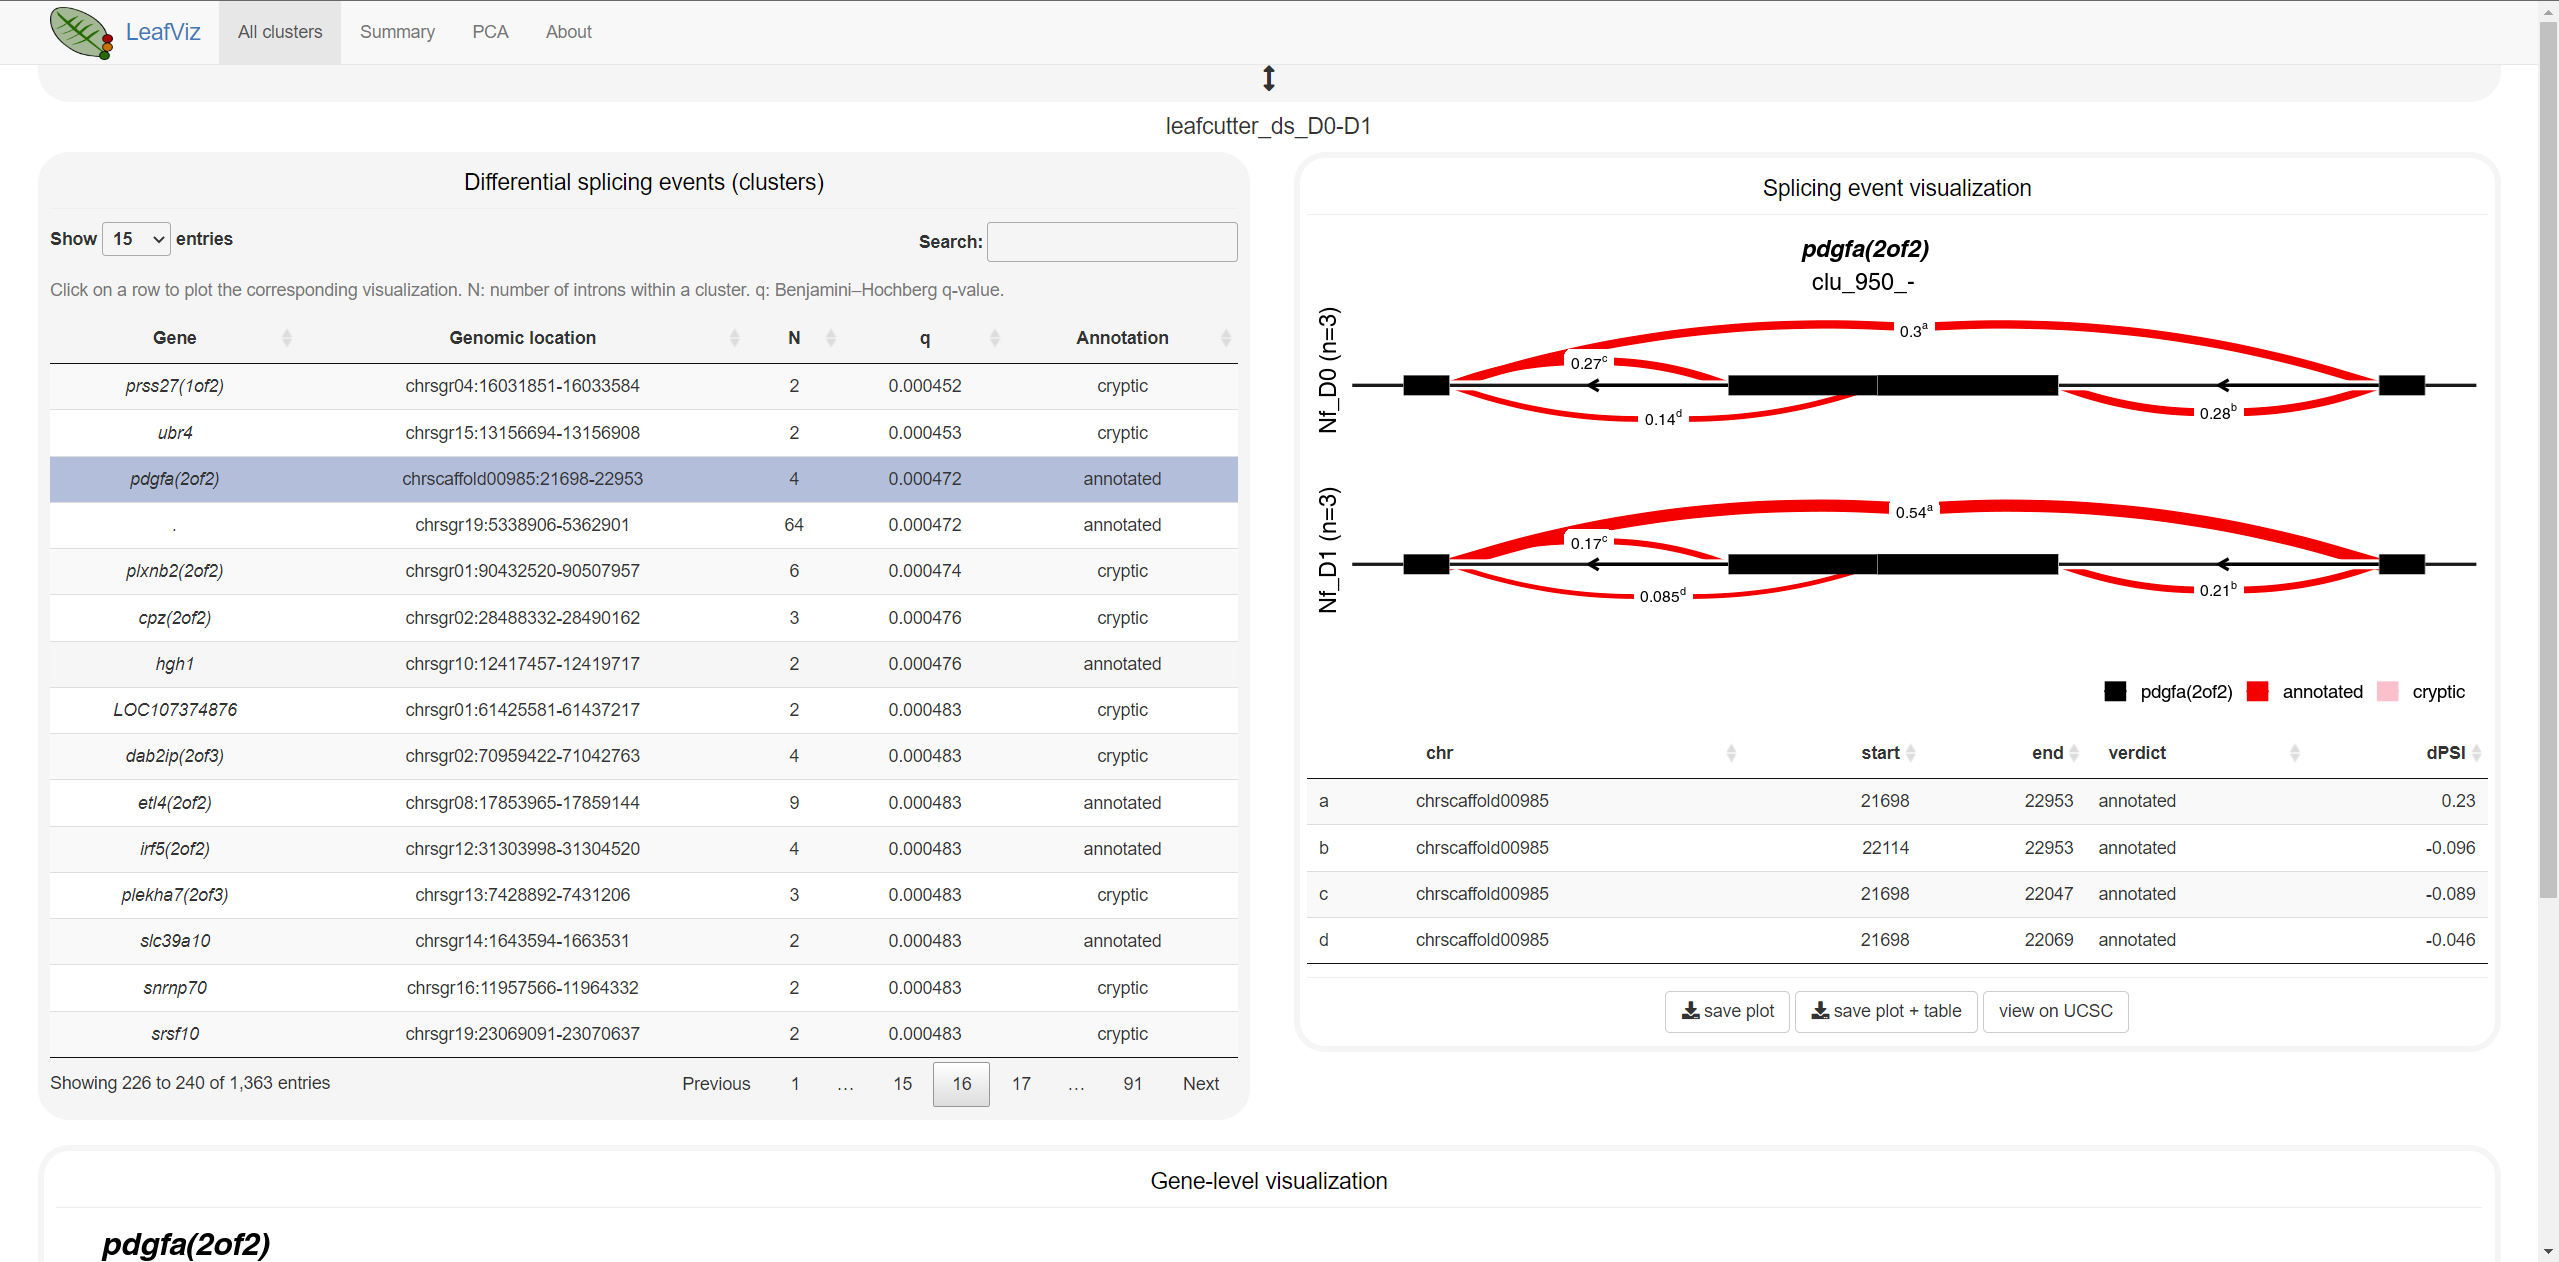 LeafViz All clusters Summary PCA About
leafcutter_ds_D0-D1
Differential splicing events (clusters)
Show 15 entries Search:
Click on a row to plot the corresponding visualization. N: number of introns within a cluster. q: Benjamini–Hochberg q-value.
Gene Genomic location N q Annotation
prss27(1of2) chrsgr04:16031851-16033584 2 0.000452 cryptic
ubr4 chrsgr15:13156694-13156908 2 0.000453 cryptic
pdgfa(2of2) chrscaffold00985:21698-22953 4 0.000472 annotated
. chrsgr19:5338906-5362901 64 0.000472 annotated
plxnb2(2of2) chrsgr01:90432520-90507957 6 0.000474 cryptic
cpz(2of2) chrsgr02:28488332-28490162 3 0.000476 cryptic
hgh1 chrsgr10:12417457-12419717 2 0.000476 annotated
LOC107374876 chrsgr01:61425581-61437217 2 0.000483 cryptic
dab2ip(2of3) chrsgr02:70959422-71042763 4 0.000483 cryptic
etl4(2of2) chrsgr08:17853965-17859144 9 0.000483 annotated
irf5(2of2) chrsgr12:31303998-31304520 4 0.000483 annotated
plekha7(2of3) chrsgr13:7428892-7431206 3 0.000483 cryptic
slc39a10 chrsgr14:1643594-1663531 2 0.000483 annotated
snrnp70 chrsgr16:11957566-11964332 2 0.000483 cryptic
srsf10 chrsgr19:23069091-23070637 2 0.000483 cryptic
Showing 226 to 240 of 1,363 entries Previous 1 … 15 16 17 … 91 Next
Splicing event visualization
pdgfa(2of2)
clu_950_-
Nf_D0 (n=3)
0.3a
0.27c
0.14d
0.28b
Nf_D1 (n=3)
0.54a
0.17c
0.085d
0.21b
pdgfa(2of2) annotated cryptic
chr start end verdict dPSI
a chrscaffold00985 21698 22953 annotated 0.23
b chrscaffold00985 22114 22953 annotated -0.096
c chrscaffold00985 21698 22047 annotated -0.089
d chrscaffold00985 21698 22069 annotated -0.046
save plot save plot + table view on UCSC
Gene-level visualization
pdgfa(2of2)